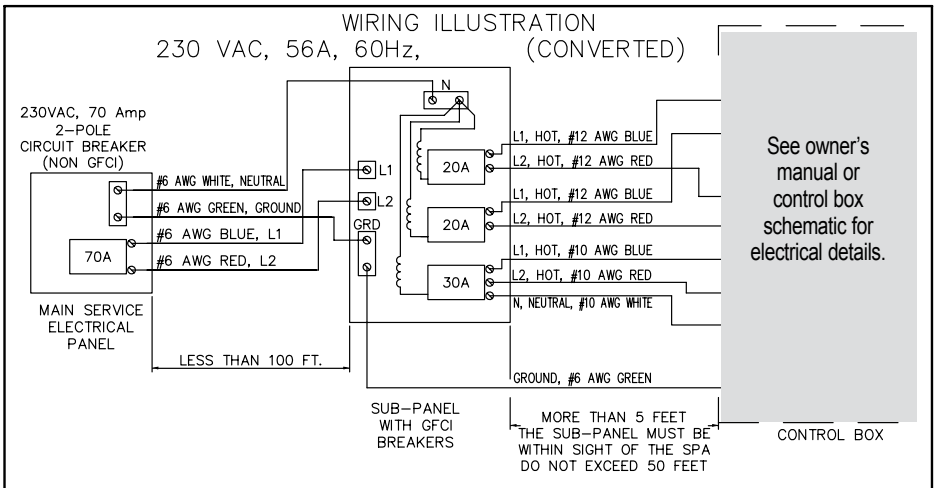 WIRING ILLUSTRATION
230 VAC, 56A, 60Hz, (CONVERTED)
230VAC, 70 Amp
2-POLE
CIRCUIT BREAKER
(NON GFCI)
#6 AWG WHITE, NEUTRAL
#6 AWG GREEN, GROUND
#6 AWG BLUE, L1
#6 AWG RED, L2
70A
MAIN SERVICE
ELECTRICAL
PANEL
LESS THAN 100 FT.
N
L1
L2
GRD
20A
20A
30A
SUB-PANEL
WITH GFCI
BREAKERS
L1, HOT, #12 AWG BLUE
L2, HOT, #12 AWG RED
L1, HOT, #12 AWG BLUE
L2, HOT, #12 AWG RED
L1, HOT, #10 AWG BLUE
L2, HOT, #10 AWG RED
N, NEUTRAL, #10 AWG WHITE
GROUND, #6 AWG GREEN
MORE THAN 5 FEET
THE SUB-PANEL MUST BE
WITHIN SIGHT OF THE SPA
DO NOT EXCEED 50 FEET
See owner's
manual or
control box
schematic for
electrical details.
CONTROL BOX